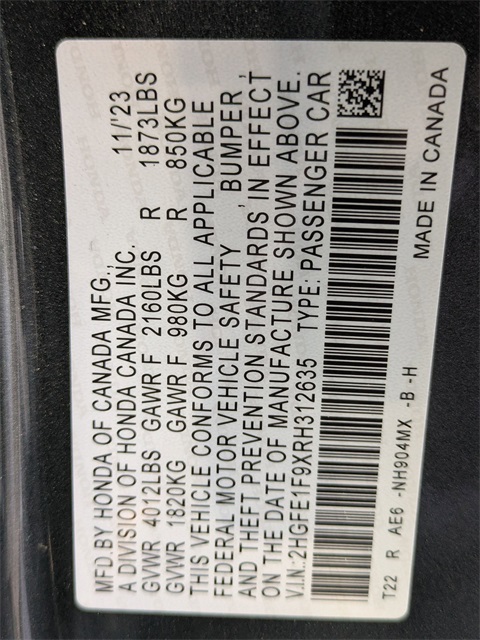 MFD.BY HONDA OF CANADA MFG., 11/'23
A DIVISION OF HONDA CANADA INC.
GVWR 4012LBS GAWR F 2160LBS R 1873LBS
GVWR 1820KG GAWR F 980KG R 850KG
THIS VEHICLE CONFORMS TO ALL APPLICABLE
FEDERAL MOTOR VEHICLE SAFETY , BUMPER ,
AND THEFT PREVENTION STANDARDS IN EFFECT
ON THE DATE OF MANUFACTURE SHOWN ABOVE.
V.I.N.:2HGFE1F9XRH312635 TYPE: PASSENGER CAR
T22 R AE6 -NH904MX -B -H
MADE IN CANADA